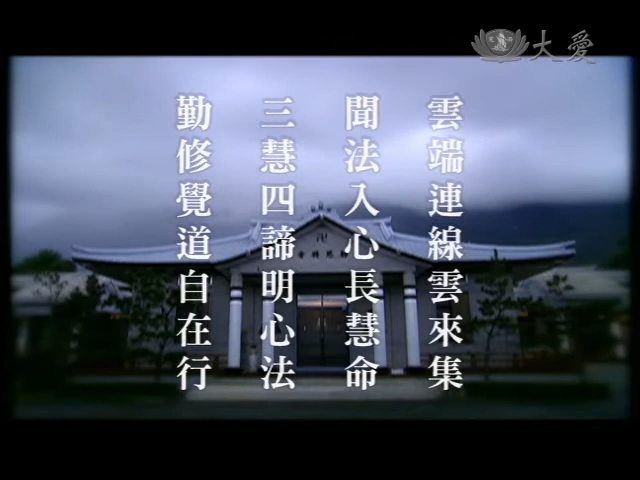 大愛
雲端連線雲來集
聞法入心長慧命
三慧四諦明心法
勤修覺道自在行